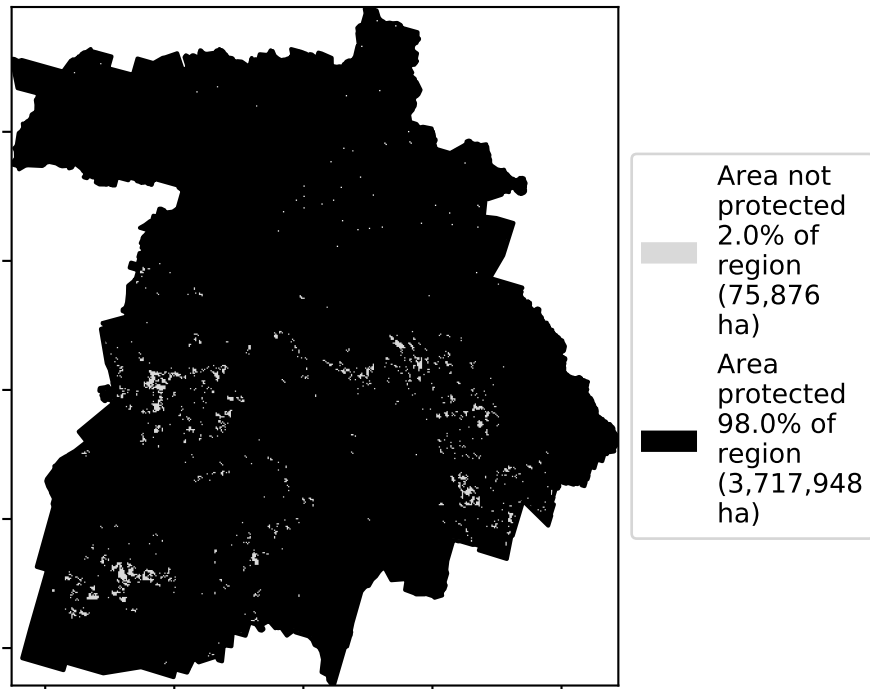 Area not
protected
2.0% of
region
(75,876
ha)
Area
protected
98.0% of
region
(3,717,948
ha)